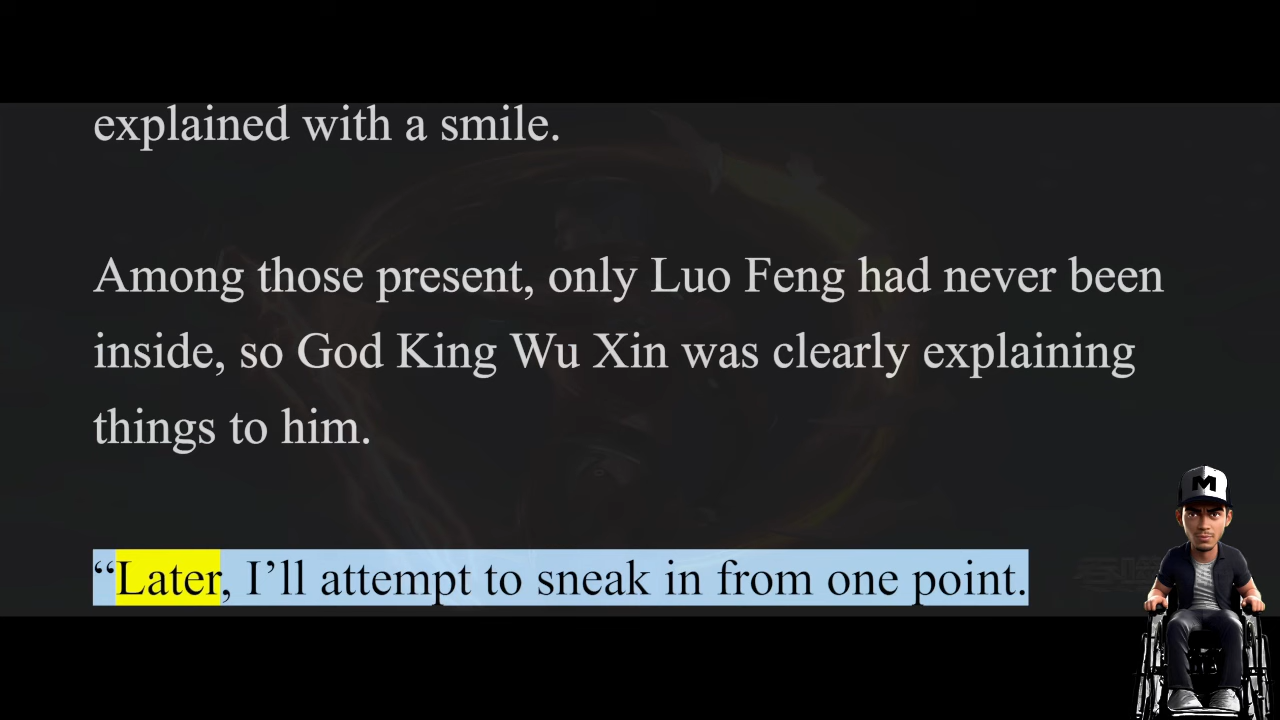 explained with a smile.
Among those present, only Luo Feng had never been
inside, so God King Wu Xin was clearly explaining
things to him.
“Later, I’ll attempt to sneak in from one point.
M